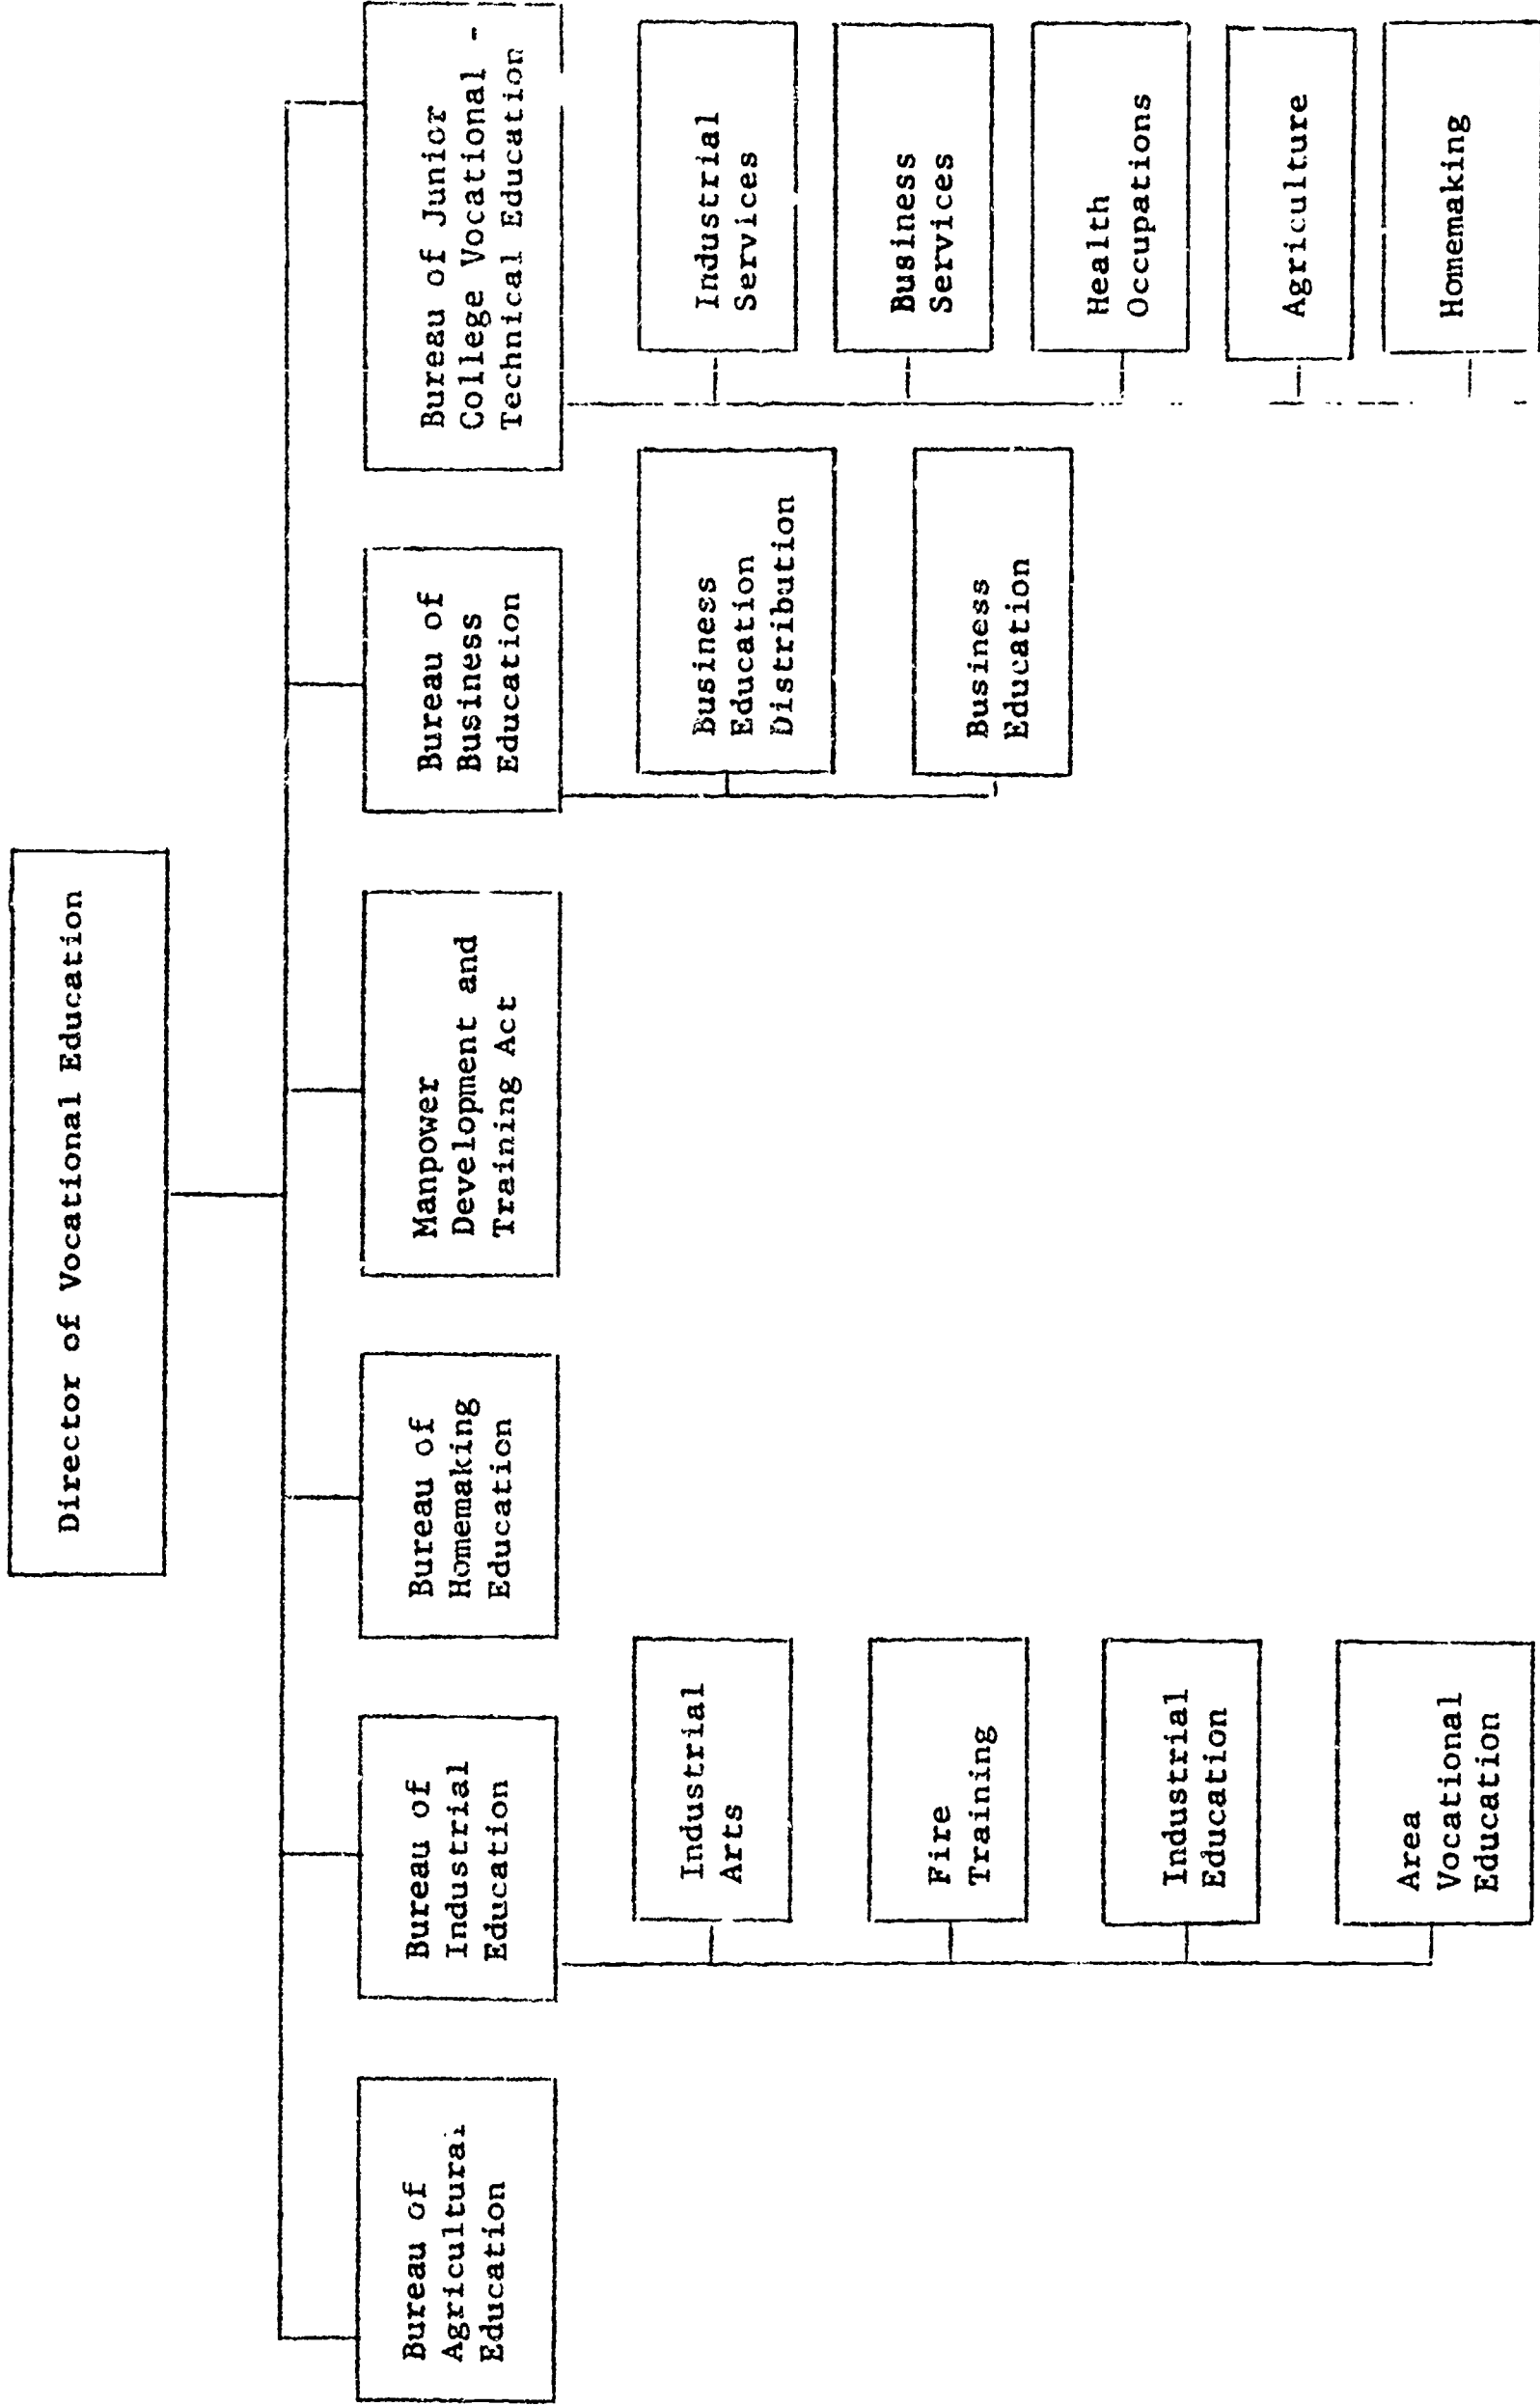 Director of Vocational Education
Bureau of
Agricultural
Education
Bureau of
Industrial
Education
Bureau of
Homemaking
Education
Manpower
Development and
Training Act
Bureau of
Business
Education
Bureau of Junior
College Vocational -
Technical Education
Industrial
Arts
Fire
Training
Industrial
Education
Area
Vocational
Education
Business
Education
Distribution
Business
Education
Industrial
Services
Business
Services
Health
Occupations
Agriculture
Homemaking